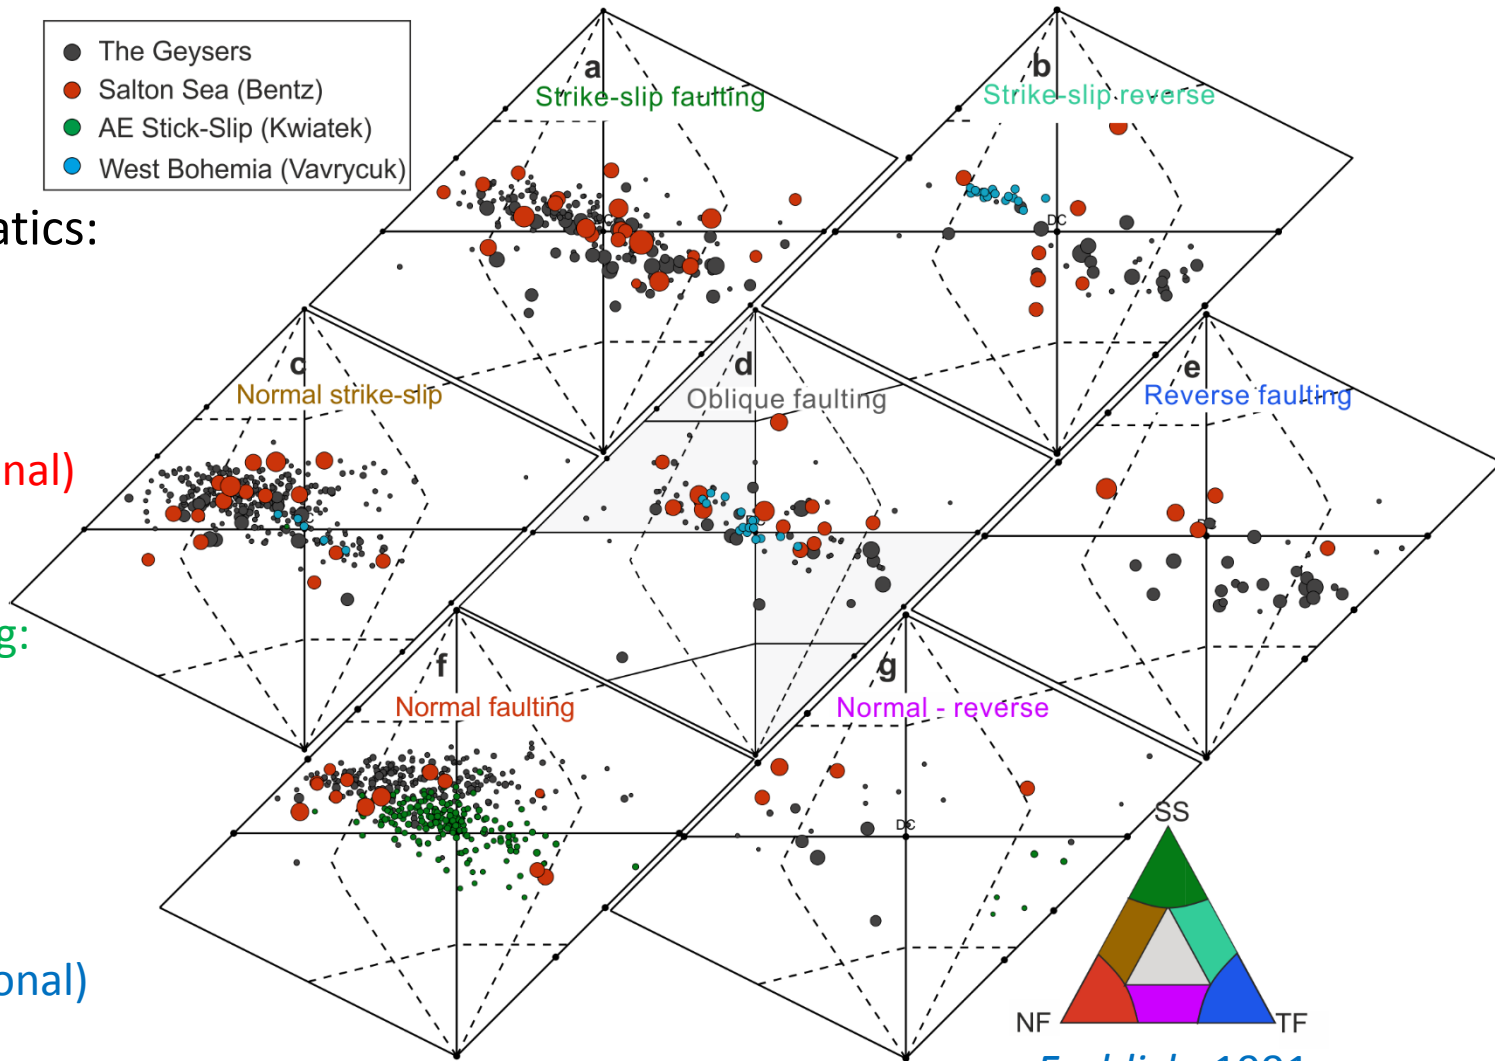 The Geysers
Salton Sea (Bentz)
AE Stick-Slip (Kwiatek)
West Bohemia (Vavrycuk)
atics:
nal)
g:
onal)
a
Strike-slip faulting
b
Strike-slip reverse
DC
c
Normal strike-slip
d
Oblique faulting
e
Reverse faulting
DC
f
Normal faulting
g
Normal - reverse
DC
SS
NF
TF